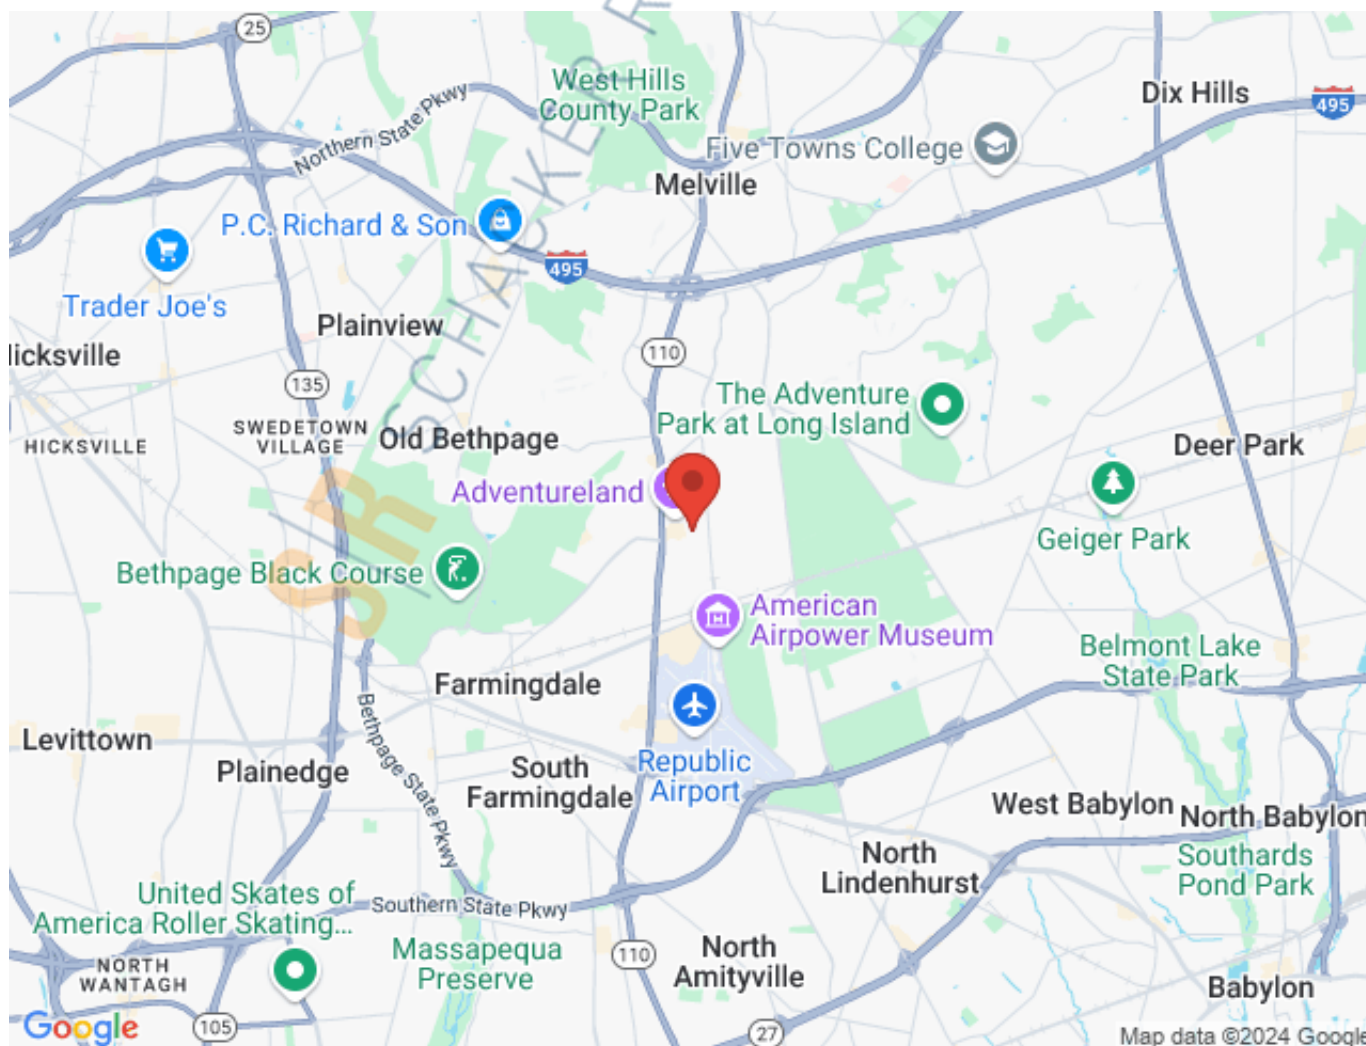 25
West Hills
County Park
Dix Hills
495
Northern State Pkwy
Five Towns College
Melville
P.C. Richard & Son
495
Trader Joe's
Plainview
licksville
110
135
The Adventure
Park at Long Island
SWEDETOWN
VILLAGE
HICKSVILLE
Old Bethpage
Deer Park
Adventureland
Geiger Park
Bethpage Black Course
American
Airpower Museum
Belmont Lake
State Park
Farmingdale
Bethpage State Pkwy
Levittown
Plainedge
South
Farmingdale
Republic
Airport
West Babylon
North Babylon
North
Lindenhurst
Southards
Pond Park
United Skates of
America Roller Skating...
Southern State Pkwy
Massapequa
Preserve
110
North
Amityville
NORTH
WANTAGH
Babylon
Google
105
27
Map data ©2024 Google
SIR
SCHACKER R